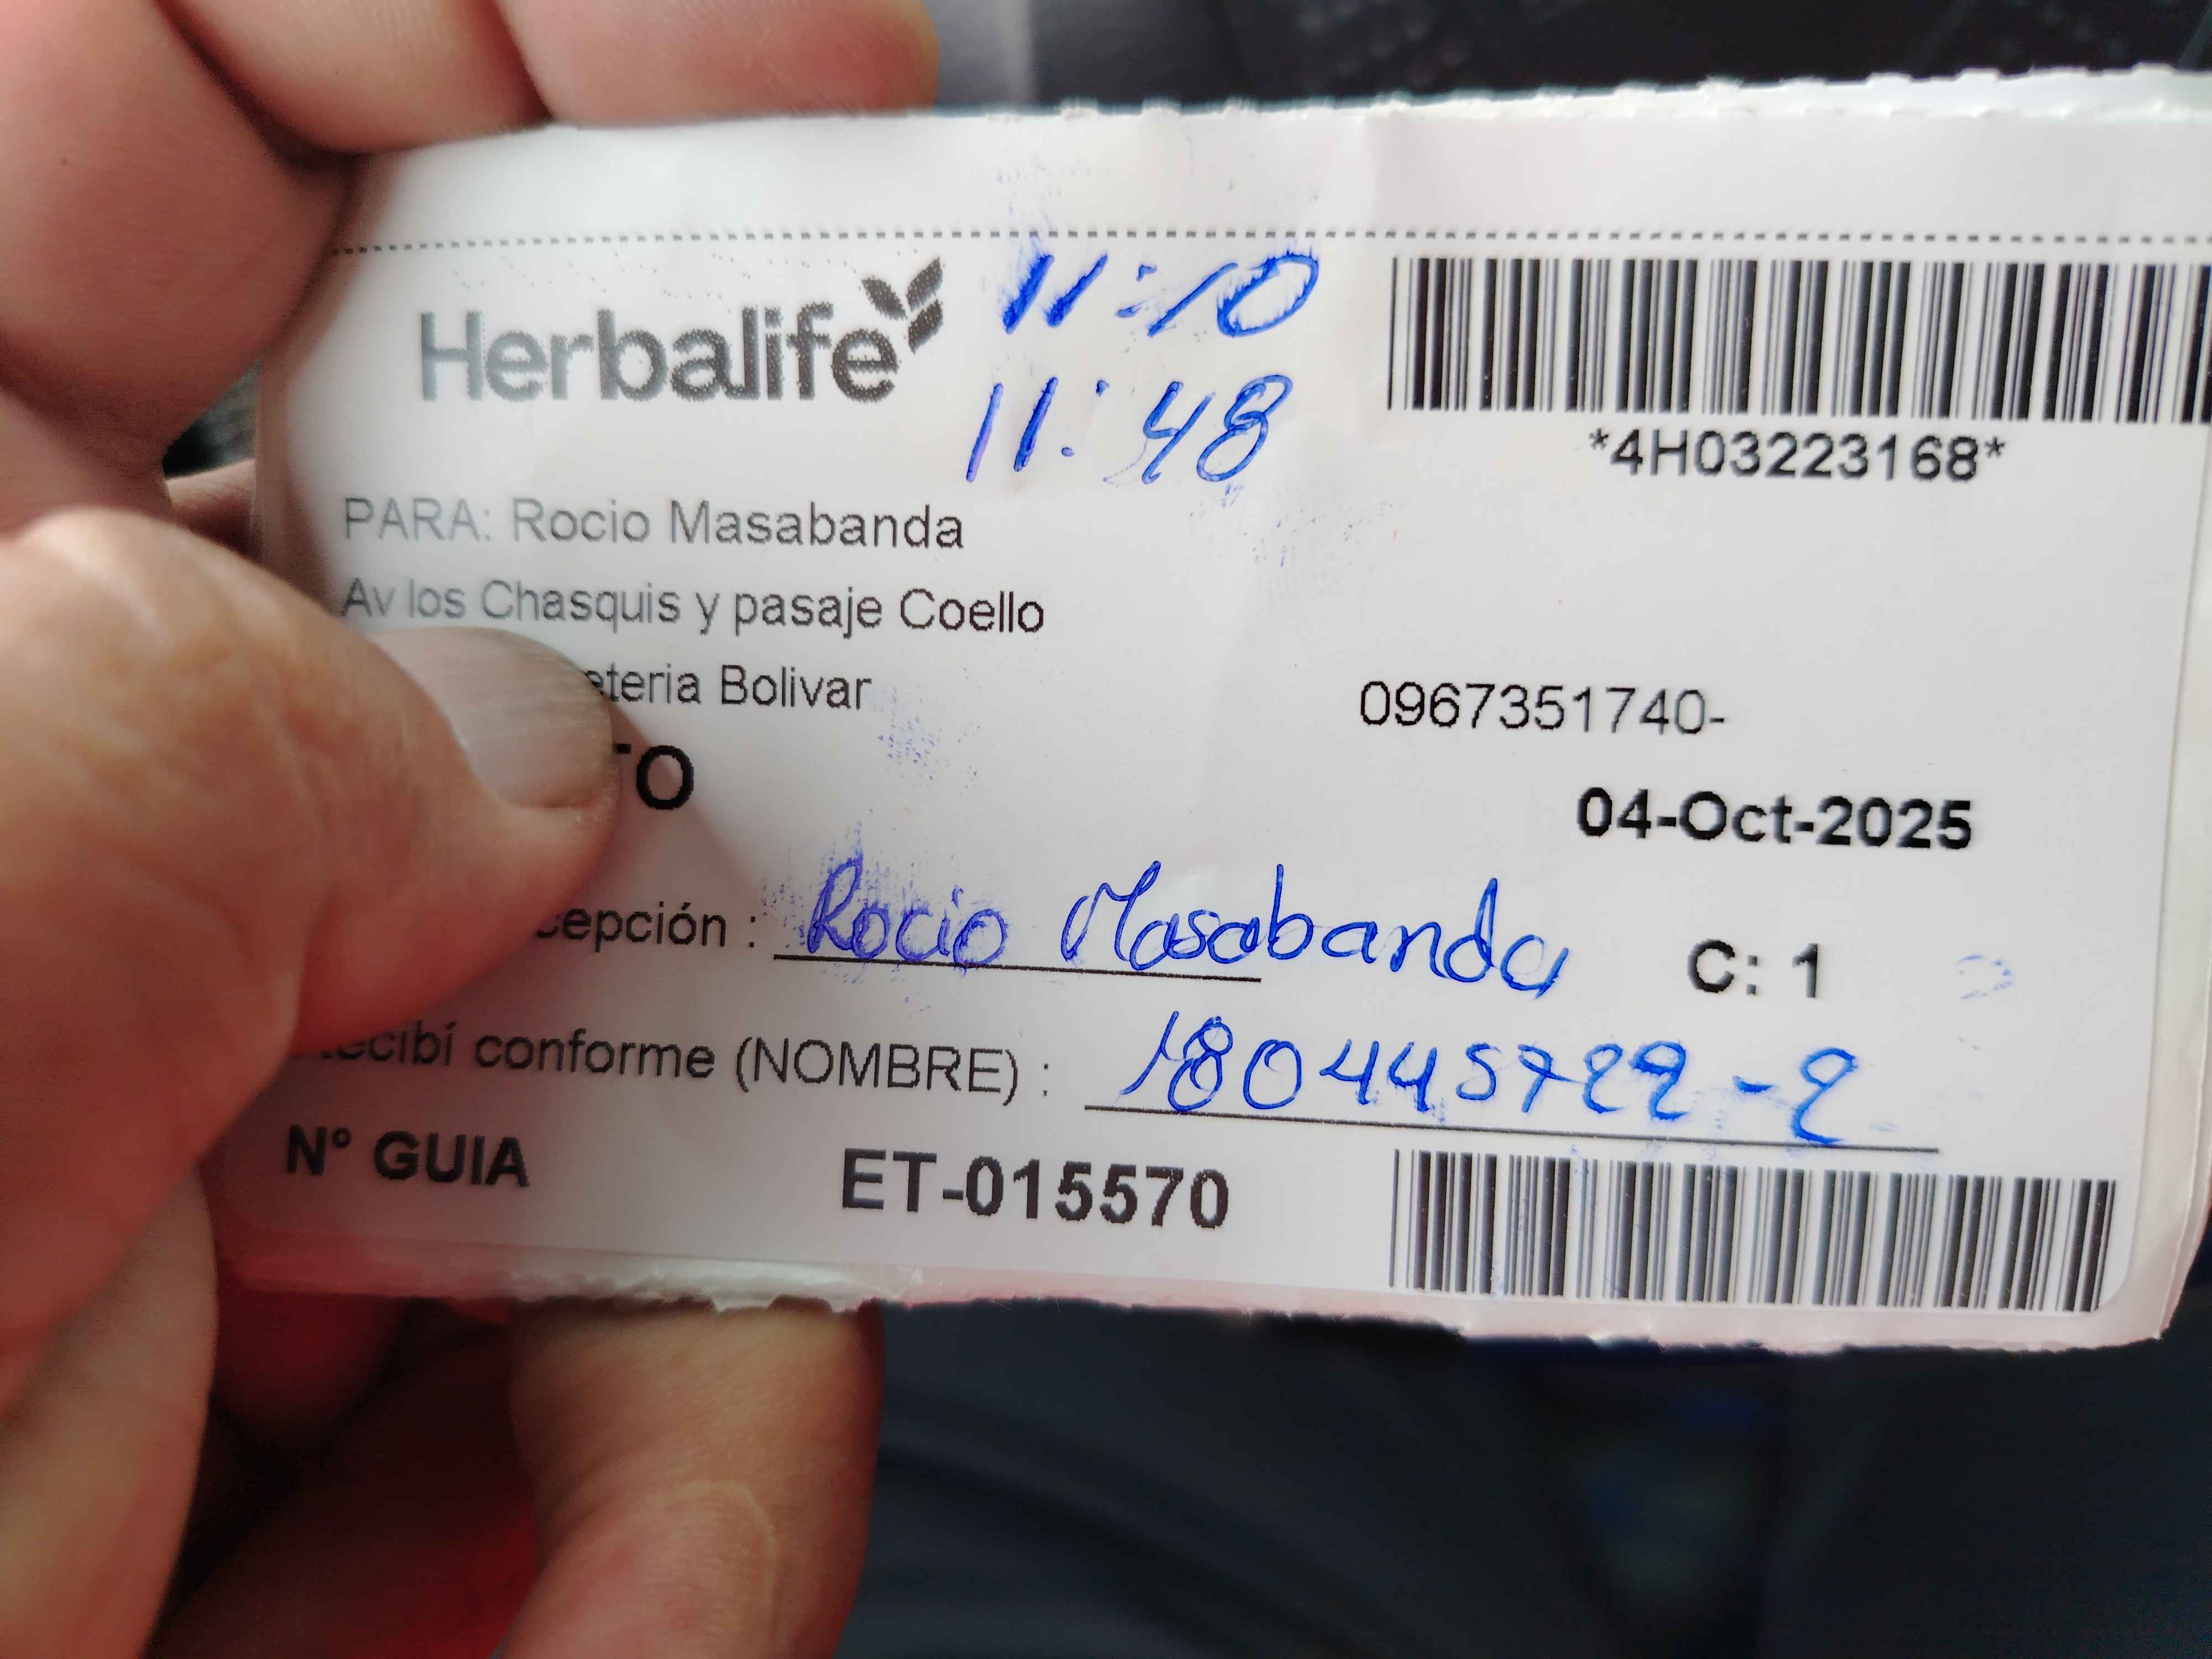 Herbalife
11:10
11:48
*4H03223168*
PARA: Rocio Masabanda
Av los Chasquis y pasaje Coello
eteria Bolivar
0967351740-
TO
04-Oct-2025
cepción : Rocio Masabanda C: 1
ecibí conforme (NOMBRE) : 180445722-2
N° GUIA ET-015570